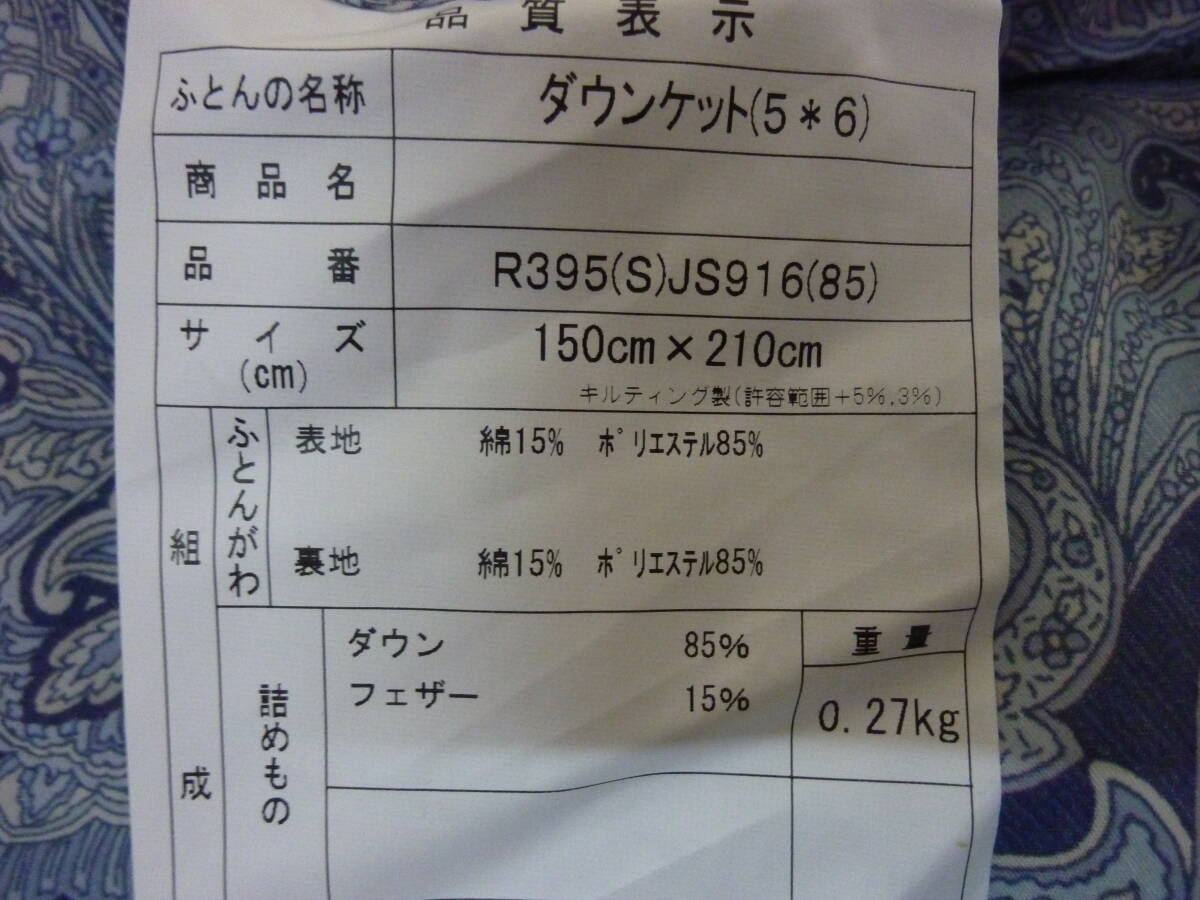 品質表示
ふとんの名称 ダウンケット(5*6)
商品名
品番 R395(S)JS916(85)
サイズ 150cm×210cm
(cm) キルティング製(許容範囲+5%,3%)
組成
ふとんがわ
表地 綿15% ポリエステル85%
裏地 綿15% ポリエステル85%
詰めもの
ダウン 85% 重量
フェザー 15% 0.27kg